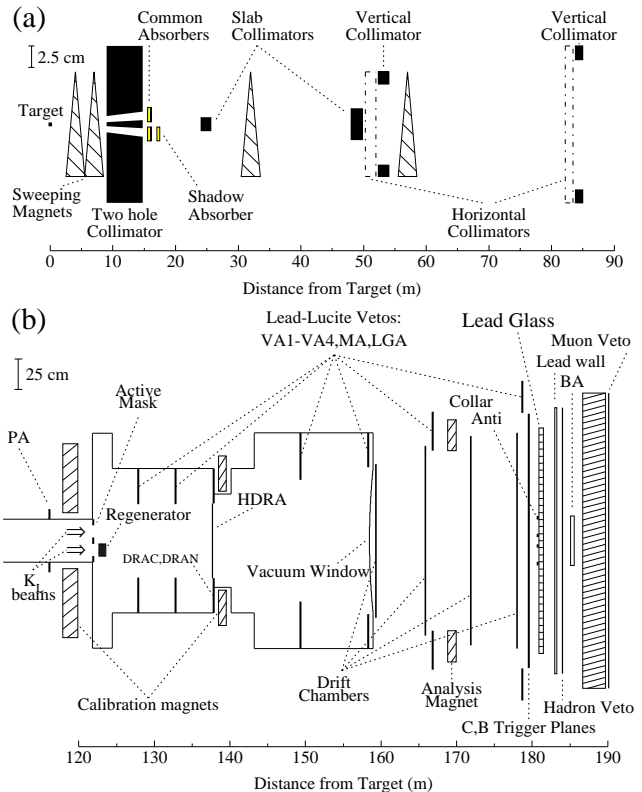 (a)
Common
Absorbers
Slab
Collimators
Vertical
Collimator
Vertical
Collimator
2.5 cm
Target
Sweeping
Magnets
Two hole
Collimator
Shadow
Absorber
Horizontal
Collimators
0 10 20 30 40 50 60 70 80 90
Distance from Target (m)
(b)
Lead-Lucite Vetos:
VA1-VA4,MA,LGA
Lead Glass
Muon Veto
Lead wall
BA
25 cm
Active
Mask
Collar
Anti
PA
Regenerator
HDRA
DRAC,DRAN
Vacuum Window
KL
beams
Calibration magnets
Drift
Chambers
Analysis
Magnet
Hadron Veto
C,B Trigger Planes
120 130 140 150 160 170 180 190
Distance from Target (m)